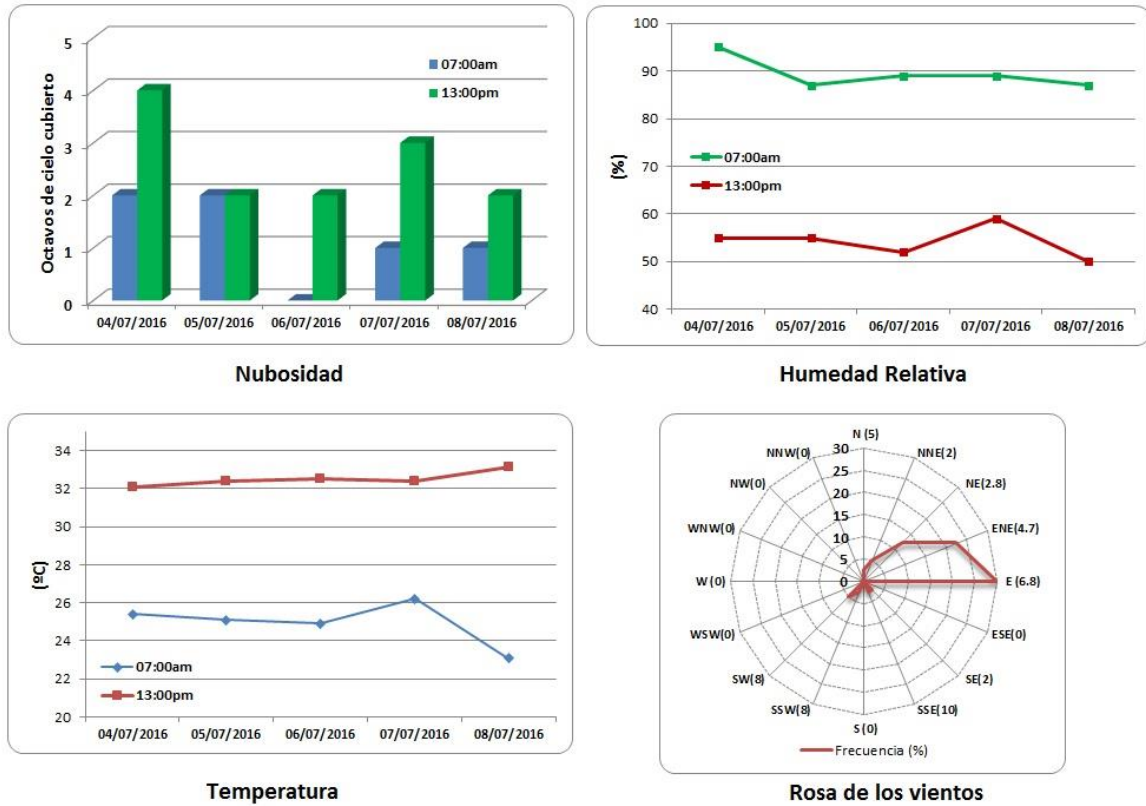 Octavos de cielo cubierto
5
4
3
2
1
0
07:00am
13:00pm
04/07/2016 05/07/2016 06/07/2016 07/07/2016 08/07/2016
Nubosidad
(%)
100
90
80
70
60
50
40
07:00am
13:00pm
04/07/2016 05/07/2016 06/07/2016 07/07/2016 08/07/2016
Humedad Relativa
(ºC)
34
32
30
28
26
24
22
20
07:00am
13:00pm
04/07/2016 05/07/2016 06/07/2016 07/07/2016 08/07/2016
Temperatura
N (5)
NNE(2)
NE(2.8)
ENE(4.7)
E (6.8)
ESE(0)
SE(2)
SSE(10)
S (0)
SSW(8)
SW(8)
WSW(0)
W (0)
WNW(0)
NW(0)
NNW(0)
30
25
20
15
10
5
0
Frecuencia (%)
Rosa de los vientos